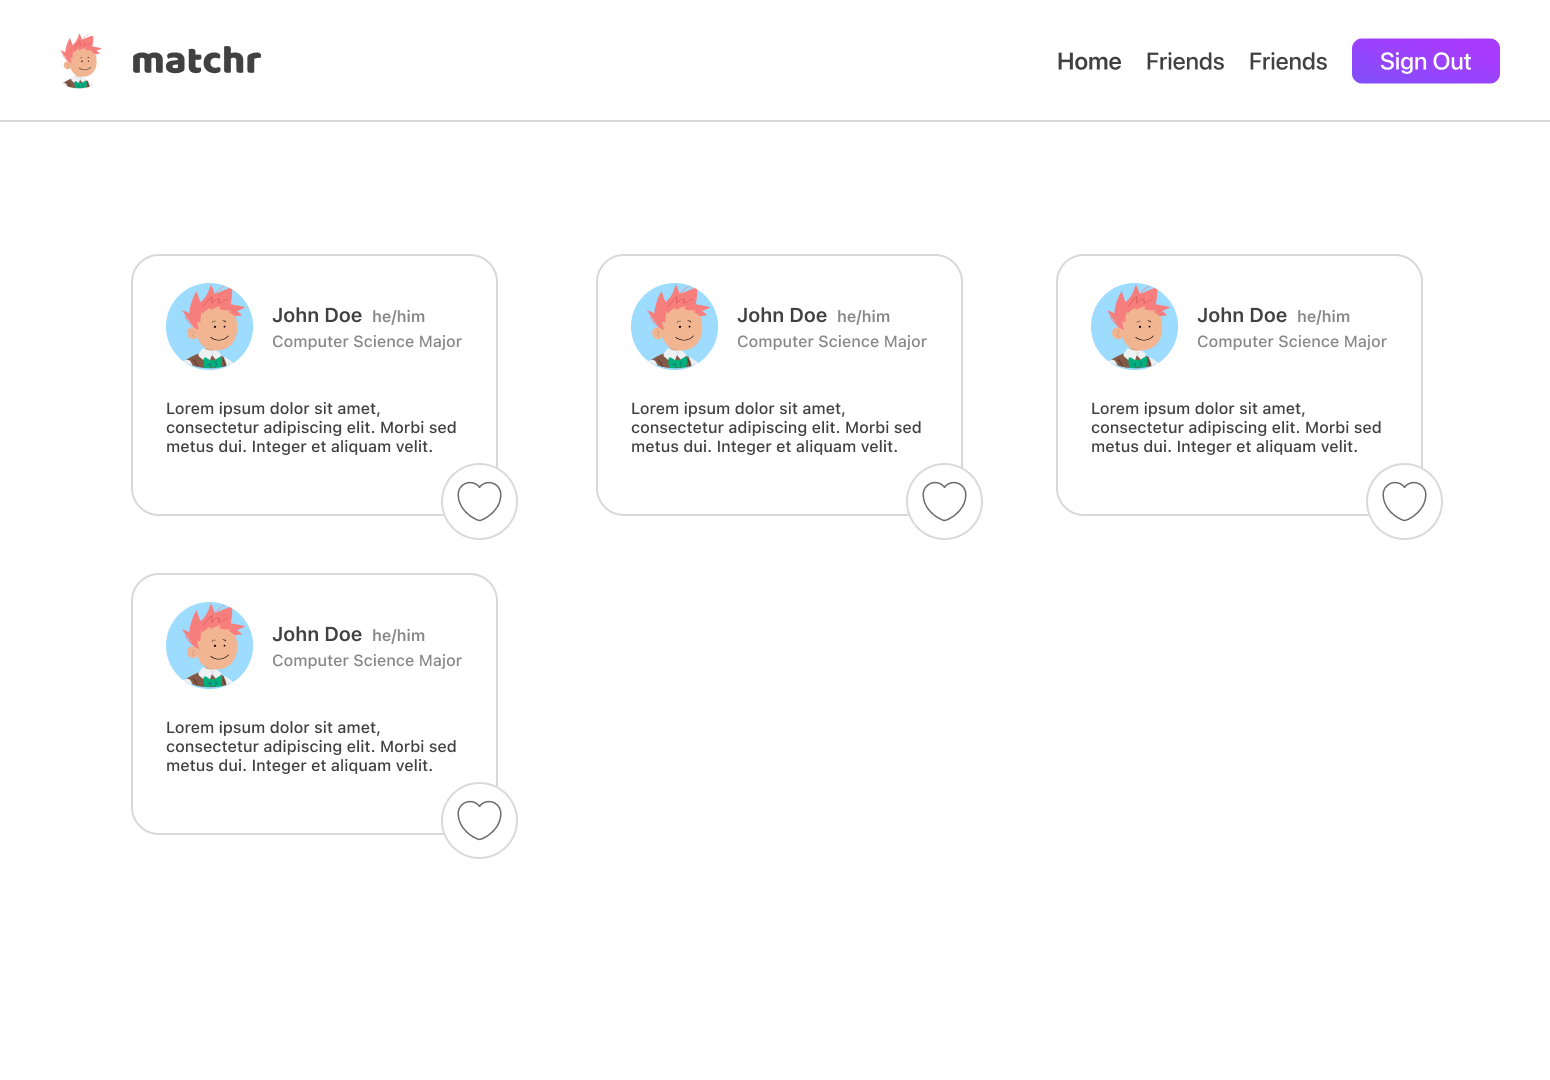 matchr
Home Friends Friends Sign Out
John Doe he/him
Computer Science Major
Lorem ipsum dolor sit amet,
consectetur adipiscing elit. Morbi sed
metus dui. Integer et aliquam velit.
John Doe he/him
Computer Science Major
Lorem ipsum dolor sit amet,
consectetur adipiscing elit. Morbi sed
metus dui. Integer et aliquam velit.
John Doe he/him
Computer Science Major
Lorem ipsum dolor sit amet,
consectetur adipiscing elit. Morbi sed
metus dui. Integer et aliquam velit.
John Doe he/him
Computer Science Major
Lorem ipsum dolor sit amet,
consectetur adipiscing elit. Morbi sed
metus dui. Integer et aliquam velit.